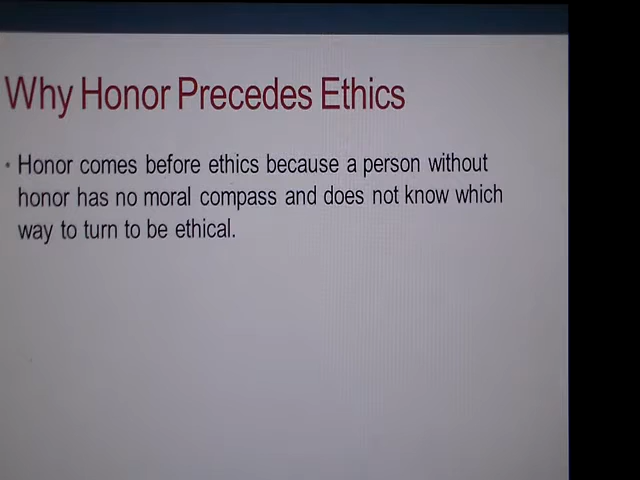 Why Honor Precedes Ethics
• Honor comes before ethics because a person without
honor has no moral compass and does not know which
way to turn to be ethical.